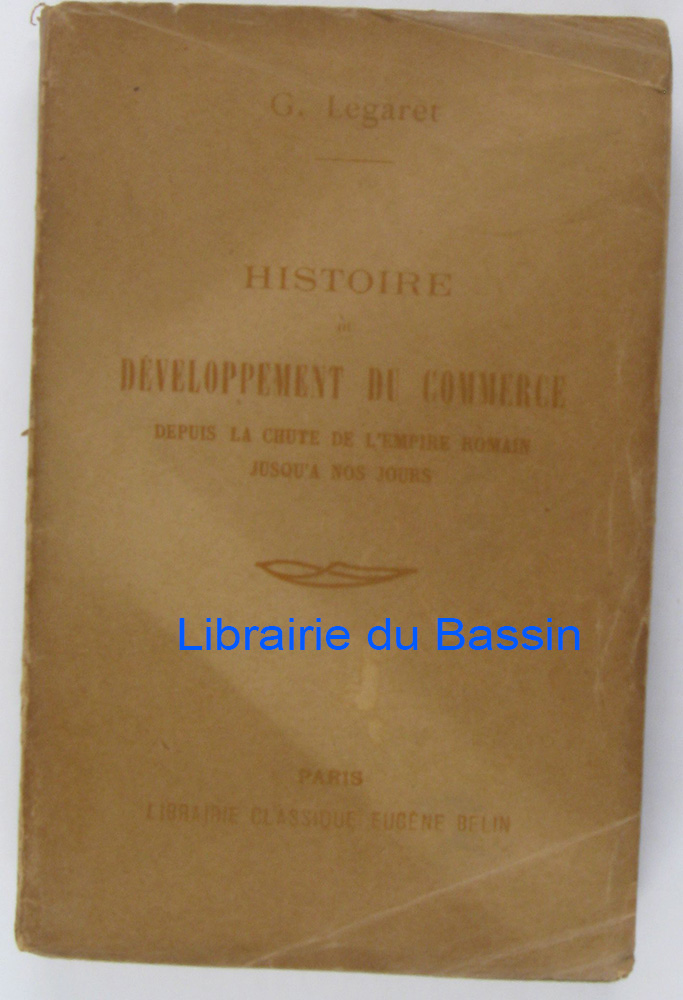 G. Legaret
HISTOIRE
du
DÉVELOPPEMENT DU COMMERCE
DEPUIS LA CHUTE DE L'EMPIRE ROMAIN
JUSQU'A NOS JOURS
Librairie du Bassin
PARIS
LIBRAIRIE CLASSIQUE EUGÈNE BELIN